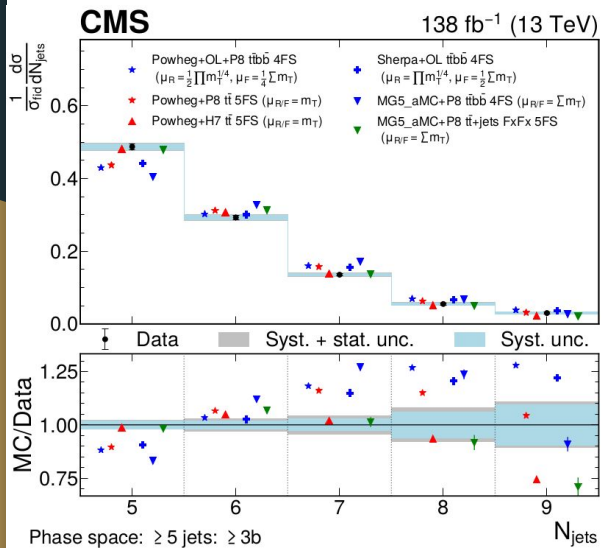 CMS 138 fb⁻¹ (13 TeV)
1/σ_fid dσ/dN_jets
Powheg+OL+P8 tt̄bb̄ 4FS
(μ_R = ½∏m_T^{1/4}, μ_F = ¼∑m_T)
Powheg+P8 tt̄ 5FS (μ_R/F = m_T)
Powheg+H7 tt̄ 5FS (μ_R/F = m_T)
Sherpa+OL tt̄bb̄ 4FS
(μ_R = ∏m_T^{1/4}, μ_F = ½∑m_T)
MG5_aMC+P8 tt̄bb̄ 4FS (μ_R/F = ∑m_T)
MG5_aMC+P8 tt̄+jets FxFx 5FS
(μ_R/F = ∑m_T)
0.6
0.4
0.2
0.0
Data Syst. + stat. unc. Syst. unc.
MC/Data
1.25
1.00
0.75
5 6 7 8 9
N_jets
Phase space: ≥ 5 jets: ≥ 3b